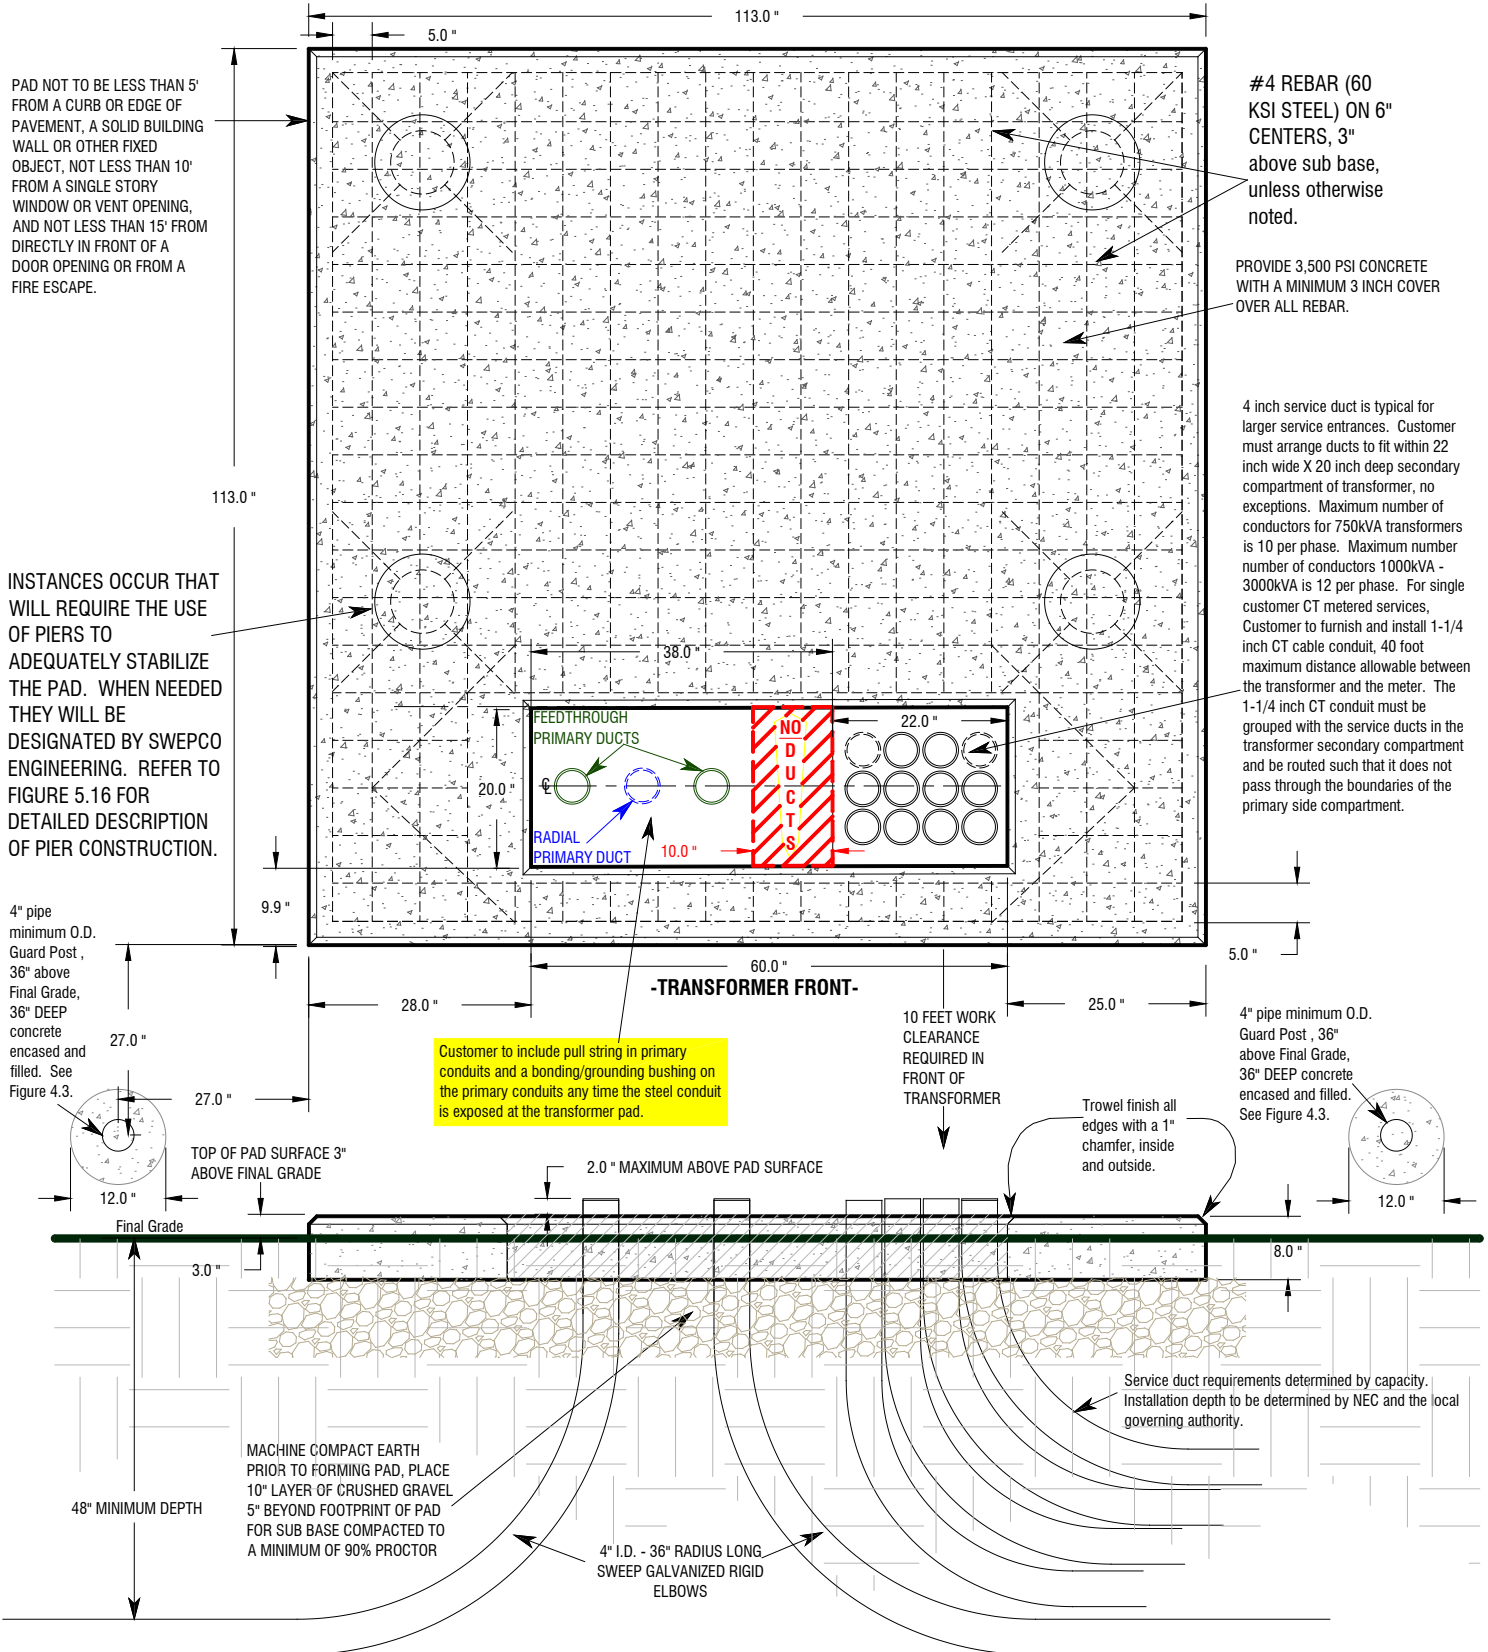 113.0 "
5.0 "
PAD NOT TO BE LESS THAN 5'
FROM A CURB OR EDGE OF
PAVEMENT, A SOLID BUILDING
WALL OR OTHER FIXED
OBJECT, NOT LESS THAN 10'
FROM A SINGLE STORY
WINDOW OR VENT OPENING,
AND NOT LESS THAN 15' FROM
DIRECTLY IN FRONT OF A
DOOR OPENING OR FROM A
FIRE ESCAPE.
#4 REBAR (60
KSI STEEL) ON 6"
CENTERS, 3"
above sub base,
unless otherwise
noted.
PROVIDE 3,500 PSI CONCRETE
WITH A MINIMUM 3 INCH COVER
OVER ALL REBAR.
4 inch service duct is typical for
larger service entrances.  Customer
must arrange ducts to fit within 22
inch wide X 20 inch deep secondary
compartment of transformer, no
exceptions.  Maximum number of
conductors for 750kVA transformers
is 10 per phase.  Maximum number
number of conductors 1000kVA -
3000kVA is 12 per phase.  For single
customer CT metered services,
Customer to furnish and install 1-1/4
inch CT cable conduit, 40 foot
maximum distance allowable between
the transformer and the meter.  The
1-1/4 inch CT conduit must be
grouped with the service ducts in the
transformer secondary compartment
and be routed such that it does not
pass through the boundaries of the
primary side compartment.
113.0 "
INSTANCES OCCUR THAT
WILL REQUIRE THE USE
OF PIERS TO
ADEQUATELY STABILIZE
THE PAD.  WHEN NEEDED
THEY WILL BE
DESIGNATED BY SWEPCO
ENGINEERING.  REFER TO
FIGURE 5.16 FOR
DETAILED DESCRIPTION
OF PIER CONSTRUCTION.
38.0 "
FEEDTHROUGH
PRIMARY DUCTS
NO
D
U
C
T
S
22.0 "
20.0 "
CL
RADIAL
PRIMARY DUCT
10.0 "
9.9 "
5.0 "
60.0 "
-TRANSFORMER FRONT-
28.0 "
25.0 "
4" pipe
minimum O.D.
Guard Post ,
36" above
Final Grade,
36" DEEP
concrete
encased and
filled.  See
Figure 4.3.
27.0 "
27.0 "
12.0 "
Customer to include pull string in primary
conduits and a bonding/grounding bushing on
the primary conduits any time the steel conduit
is exposed at the transformer pad.
10 FEET WORK
CLEARANCE
REQUIRED IN
FRONT OF
TRANSFORMER
4" pipe minimum O.D.
Guard Post , 36"
above Final Grade,
36" DEEP concrete
encased and filled.
See Figure 4.3.
12.0 "
Trowel finish all
edges with a 1"
chamfer, inside
and outside.
TOP OF PAD SURFACE 3"
ABOVE FINAL GRADE
2.0 " MAXIMUM ABOVE PAD SURFACE
Final Grade
3.0 "
8.0 "
Service duct requirements determined by capacity.
Installation depth to be determined by NEC and the local
governing authority.
MACHINE COMPACT EARTH
PRIOR TO FORMING PAD, PLACE
10" LAYER OF CRUSHED GRAVEL
5" BEYOND FOOTPRINT OF PAD
FOR SUB BASE COMPACTED TO
A MINIMUM OF 90% PROCTOR
48" MINIMUM DEPTH
4" I.D. - 36" RADIUS LONG
SWEEP GALVANIZED RIGID
ELBOWS